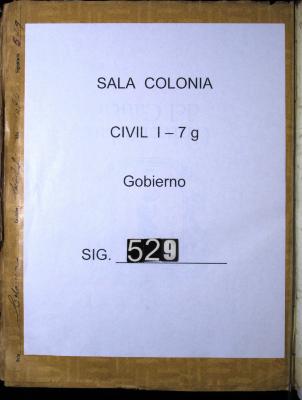 SALA COLONIA
CIVIL I – 7 g
Gobierno
SIG. 529